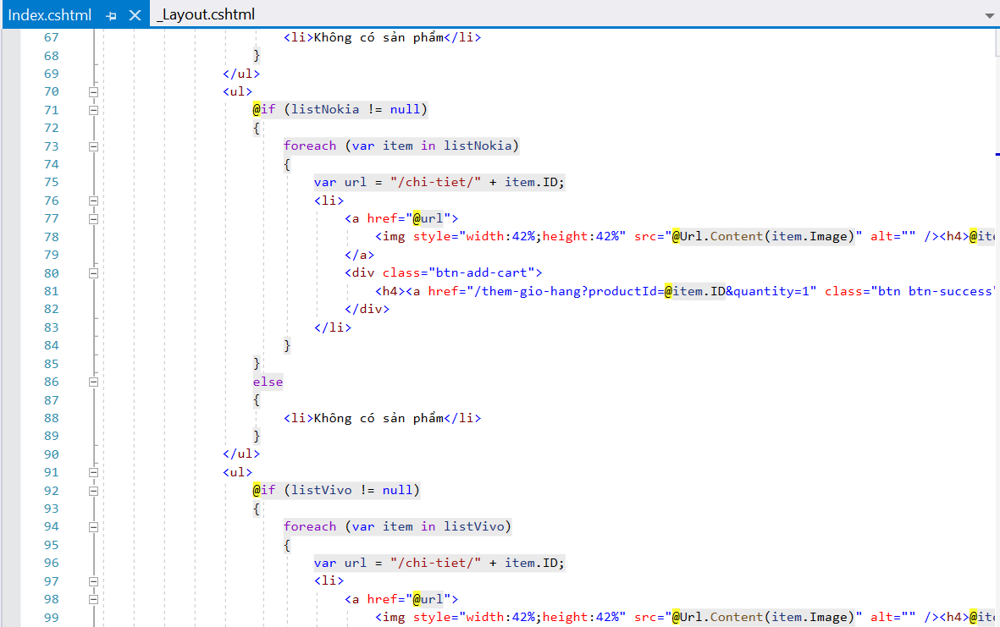 Index.cshtml _Layout.cshtml
67 <li>Không có sản phẩm</li>
68 }
69 </ul>
70 <ul>
71 @if (listNokia != null)
72 {
73 foreach (var item in listNokia)
74 {
75 var url = "/chi-tiet/" + item.ID;
76 <li>
77 <a href="@url">
78 <img style="width:42%;height:42%" src="@Url.Content(item.Image)" alt="" /><h4>@ite
79 </a>
80 <div class="btn-add-cart">
81 <h4><a href="/them-gio-hang?productId=@item.ID&quantity=1" class="btn btn-success"
82 </div>
83 </li>
84 }
85 }
86 else
87 {
88 <li>Không có sản phẩm</li>
89 }
90 </ul>
91 <ul>
92 @if (listVivo != null)
93 {
94 foreach (var item in listVivo)
95 {
96 var url = "/chi-tiet/" + item.ID;
97 <li>
98 <a href="@url">
99 <img style="width:42%;height:42%" src="@Url.Content(item.Image)" alt="" /><h4>@ite